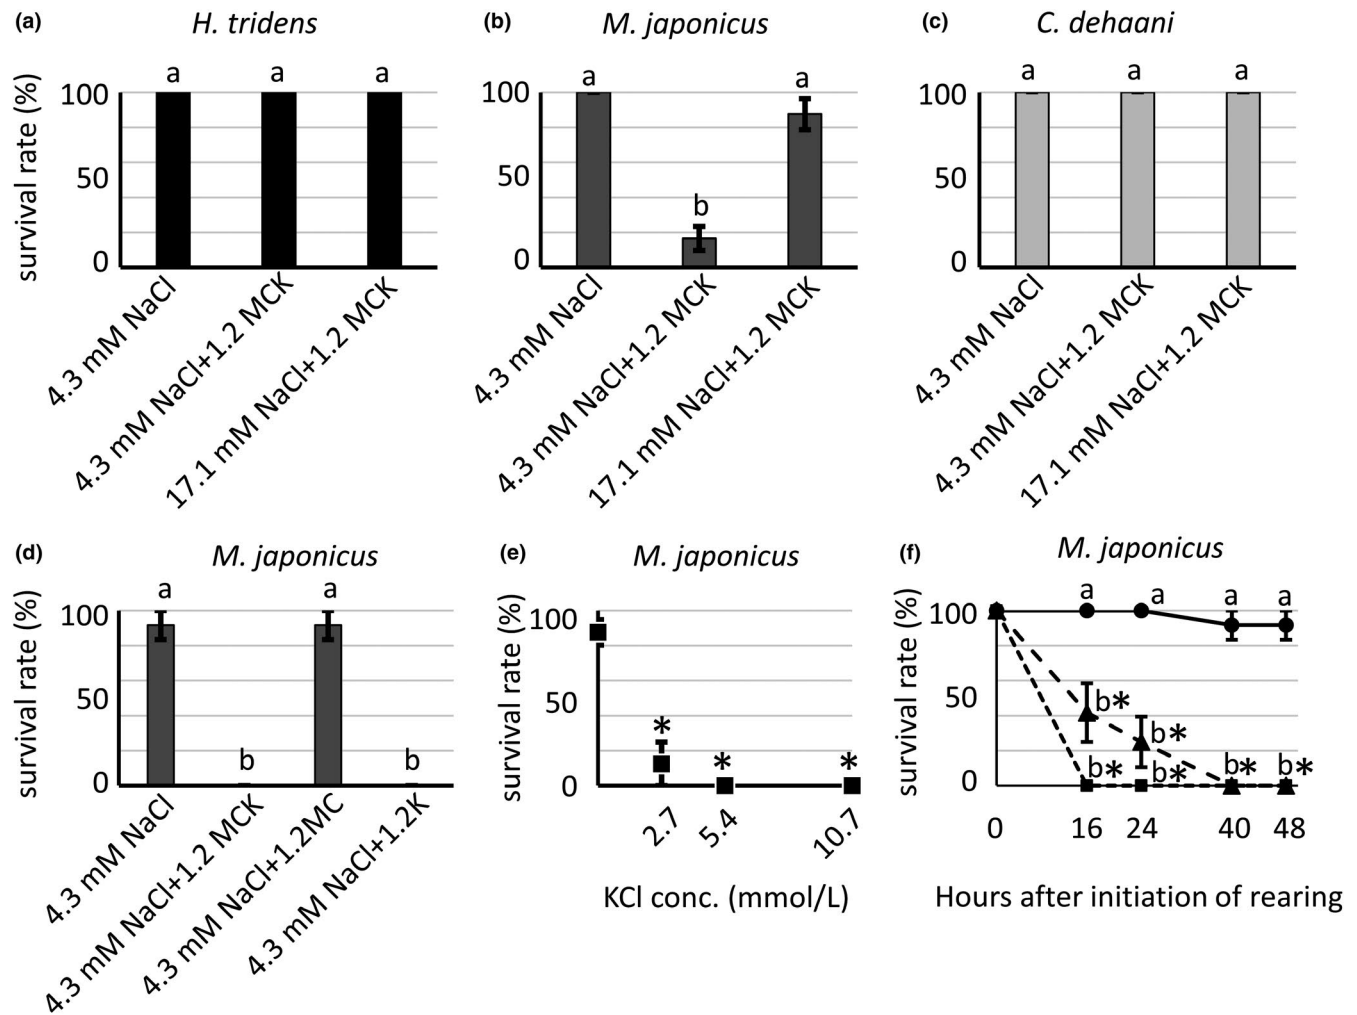 (a)
H. tridens
survival rate (%)
100
50
0
a
a
a
4.3 mM NaCl
4.3 mM NaCl+1.2 MCK
17.1 mM NaCl+1.2 MCK
(b)
M. japonicus
100
50
0
a
b
a
4.3 mM NaCl
4.3 mM NaCl+1.2 MCK
17.1 mM NaCl+1.2 MCK
(c)
C. dehaani
100
50
0
a
a
a
4.3 mM NaCl
4.3 mM NaCl+1.2 MCK
17.1 mM NaCl+1.2 MCK
(d)
M. japonicus
survival rate (%)
100
50
0
a
b
a
b
4.3 mM NaCl
4.3 mM NaCl+1.2 MCK
4.3 mM NaCl+1.2MC
4.3 mM NaCl+1.2K
(e)
M. japonicus
survival rate (%)
100
50
0
*
*
*
2.7
5.4
10.7
KCl conc. (mmol/L)
(f)
M. japonicus
survival rate (%)
100
50
0
a
a
a
a
b*
b*
b*
b*
b*
b*
0
16
24
40
48
Hours after initiation of rearing